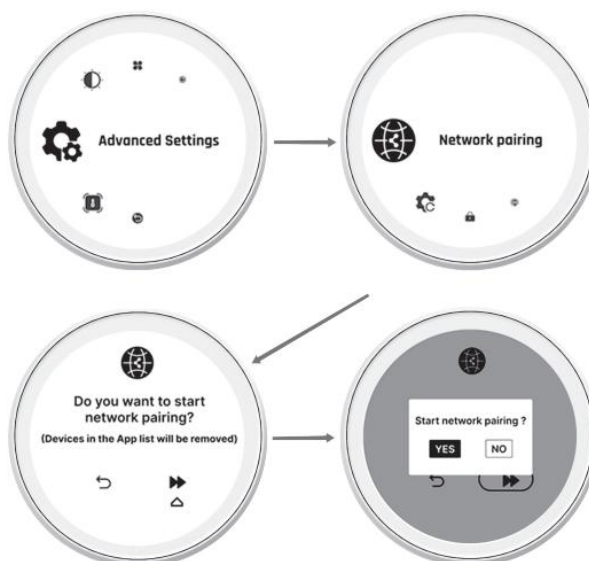 Advanced Settings
Network pairing
Do you want to start
network pairing?
(Devices in the App list will be removed)
Start network pairing ?
YES NO